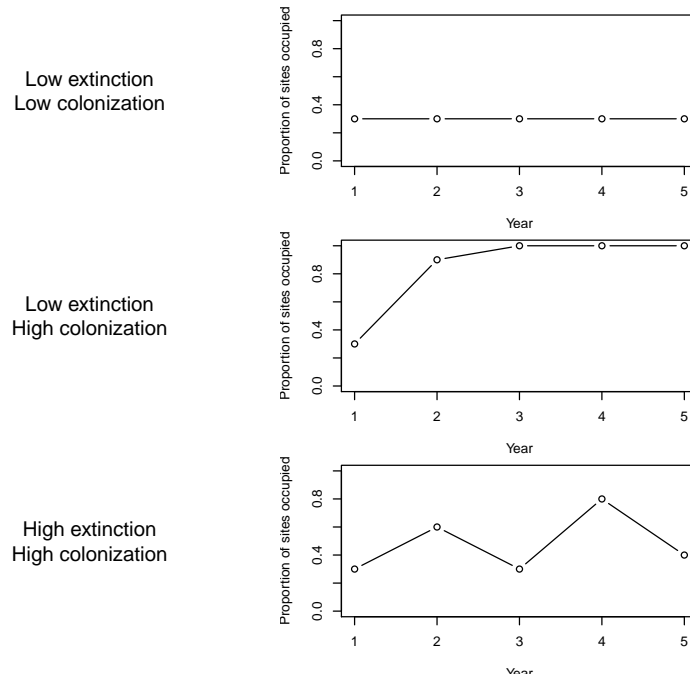 Low extinction
Low colonization
Proportion of sites occupied
0.0
0.4
0.8
1
2
3
4
5
Year
Low extinction
High colonization
Proportion of sites occupied
0.0
0.4
0.8
1
2
3
4
5
Year
High extinction
High colonization
Proportion of sites occupied
0.0
0.4
0.8
1
2
3
4
5
Year